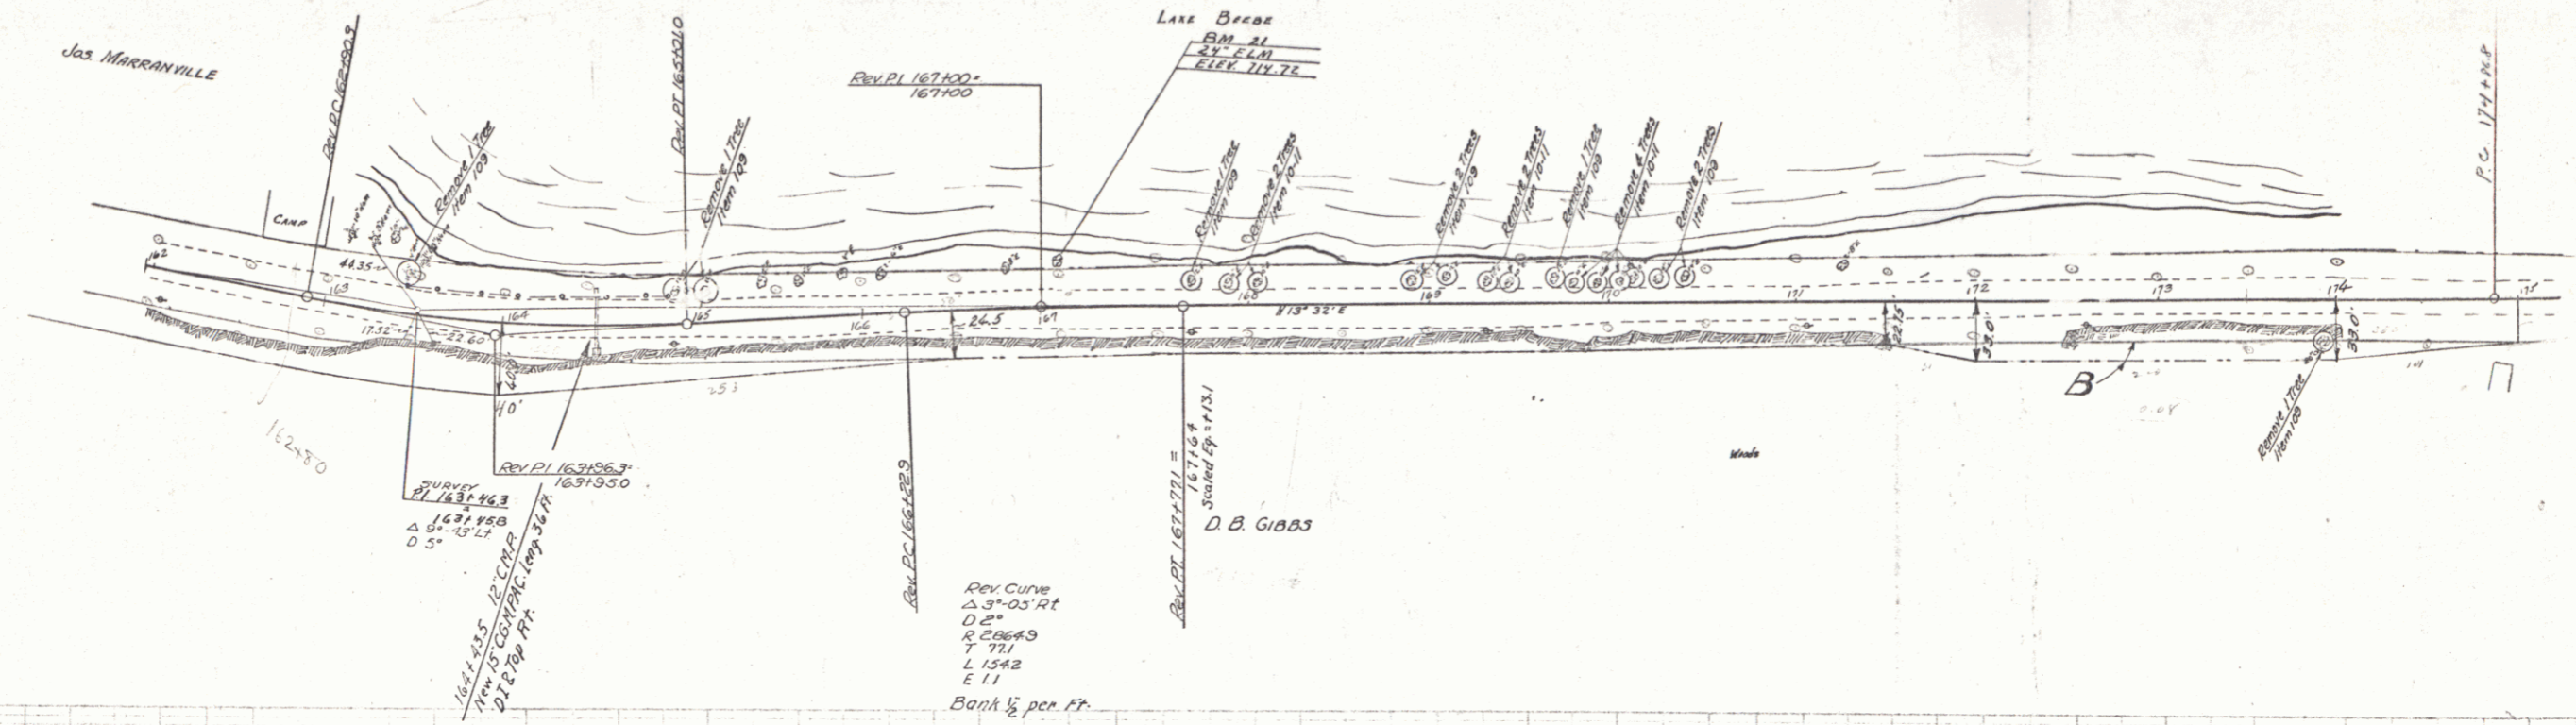 Jos. MARRANVILLE
Rev. P.C. 162+90.9
CAMP
Remove 1 Tree
Item 109
Rev. P.T. 165+01.0
Remove 1 Tree
Item 109
Rev. P.I. 167+00=
167+00
LAKE BEEBE
BM 21
24" ELM
ELEV. 714.72
Remove 1 Tree
Item 109
Remove 2 Trees
Item 10-11
Remove 2 Trees
Item 109
Remove 2 Trees
Item 10-11
Remove 1 Tree
Item 109
Remove 4 Trees
Item 10-11
Remove 2 Trees
Item 109
P.C. 174+86.8
44.35
162
163
164
165
166
167
168
169
170
171
172
173
174
175
N 13° 32' E
17.52
22.60
40.0'
40'
26.5
22.75'
33.0'
33.0'
B
253
162+80
SURVEY
P.I. 163+46.3
=
163+45.8
Δ 9°-43' Lt.
D 5°
Rev. P.I. 163+96.3=
163+95.0
164+43.5 12" C.M.P.
New 15" C.G.M.P.A.C. Leng. 36 Ft.
D I & Top Rt.
Rev. P.C. 166+22.9
Rev. P.T. 167+77.1 =
167+64
Scaled Eq. = +13.1
D. B. GIBBS
Woods
Remove 1 Tree
Item 109
Rev. Curve
Δ 3°-05' Rt
D 2°
R 2864.9
T 77.1
L 154.2
E 1.1
Bank ½" per Ft.